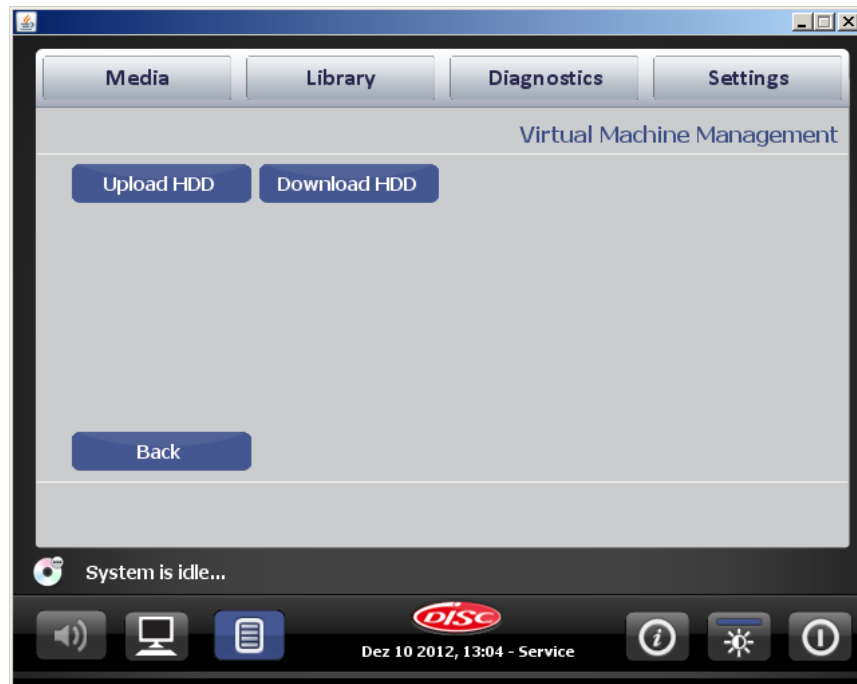 Media Library Diagnostics Settings
Virtual Machine Management
Upload HDD Download HDD
Back
System is idle...
DISC
Dez 10 2012, 13:04 - Service